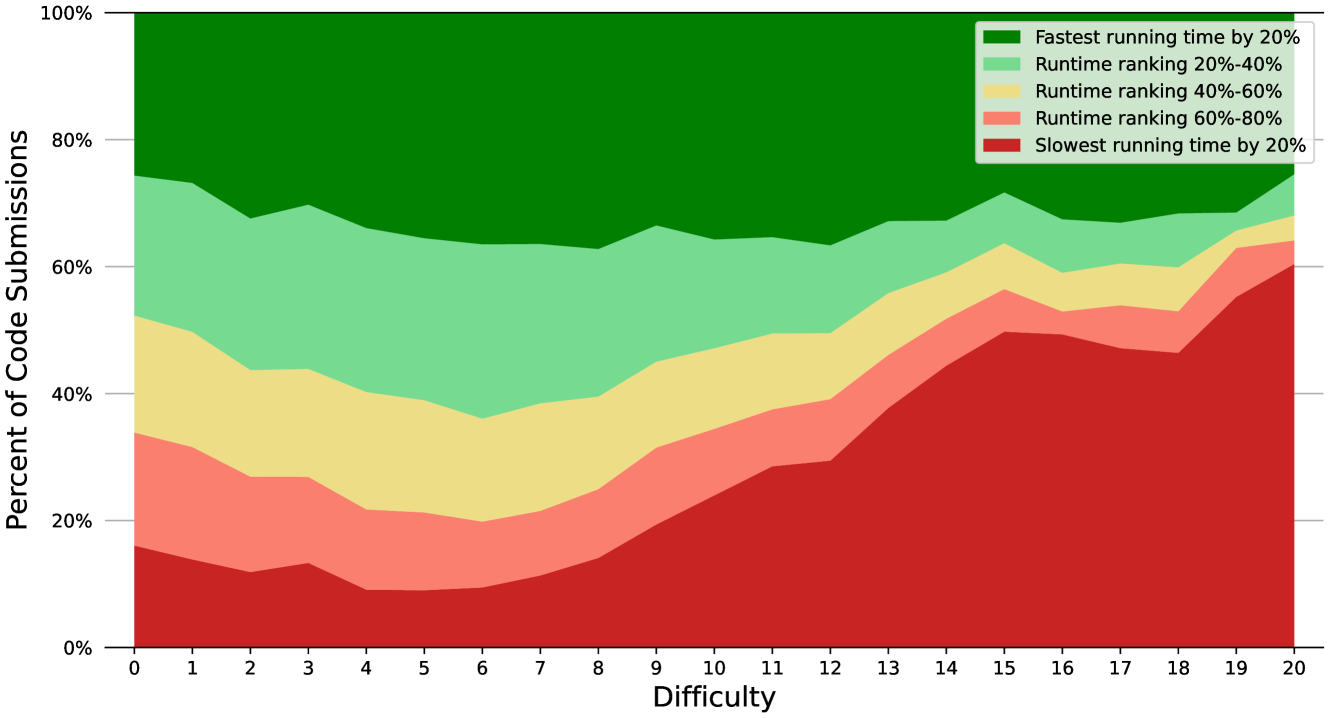 100%
80%
60%
40%
20%
0%
Percent of Code Submissions
Fastest running time by 20%
Runtime ranking 20%-40%
Runtime ranking 40%-60%
Runtime ranking 60%-80%
Slowest running time by 20%
0 1 2 3 4 5 6 7 8 9 10 11 12 13 14 15 16 17 18 19 20
Difficulty